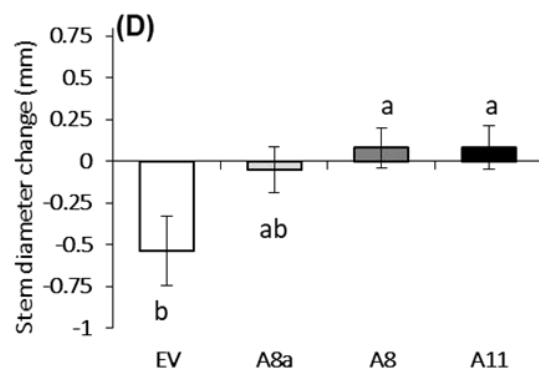 (D)
Stem diameter change (mm)
0.75
0.5
0.25
0
-0.25
-0.5
-0.75
-1
b
ab
a
a
EV A8a A8 A11